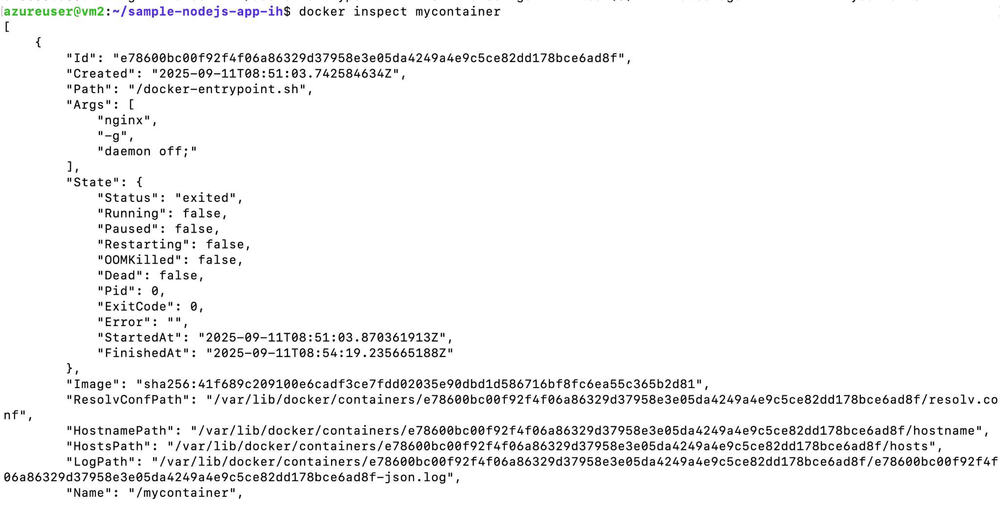 azureuser@vm2:~/sample-nodejs-app-ih$ docker inspect mycontainer
[
    {
        "Id": "e78600bc00f92f4f06a86329d37958e3e05da4249a4e9c5ce82dd178bce6ad8f",
        "Created": "2025-09-11T08:51:03.742584634Z",
        "Path": "/docker-entrypoint.sh",
        "Args": [
            "nginx",
            "-g",
            "daemon off;"
        ],
        "State": {
            "Status": "exited",
            "Running": false,
            "Paused": false,
            "Restarting": false,
            "OOMKilled": false,
            "Dead": false,
            "Pid": 0,
            "ExitCode": 0,
            "Error": "",
            "StartedAt": "2025-09-11T08:51:03.870361913Z",
            "FinishedAt": "2025-09-11T08:54:19.235665188Z"
        },
        "Image": "sha256:41f689c209100e6cadf3ce7fdd02035e90dbd1d586716bf8fc6ea55c365b2d81",
        "ResolvConfPath": "/var/lib/docker/containers/e78600bc00f92f4f06a86329d37958e3e05da4249a4e9c5ce82dd178bce6ad8f/resolv.co
nf",
        "HostnamePath": "/var/lib/docker/containers/e78600bc00f92f4f06a86329d37958e3e05da4249a4e9c5ce82dd178bce6ad8f/hostname",
        "HostsPath": "/var/lib/docker/containers/e78600bc00f92f4f06a86329d37958e3e05da4249a4e9c5ce82dd178bce6ad8f/hosts",
        "LogPath": "/var/lib/docker/containers/e78600bc00f92f4f06a86329d37958e3e05da4249a4e9c5ce82dd178bce6ad8f/e78600bc00f92f4f
06a86329d37958e3e05da4249a4e9c5ce82dd178bce6ad8f-json.log",
        "Name": "/mycontainer",